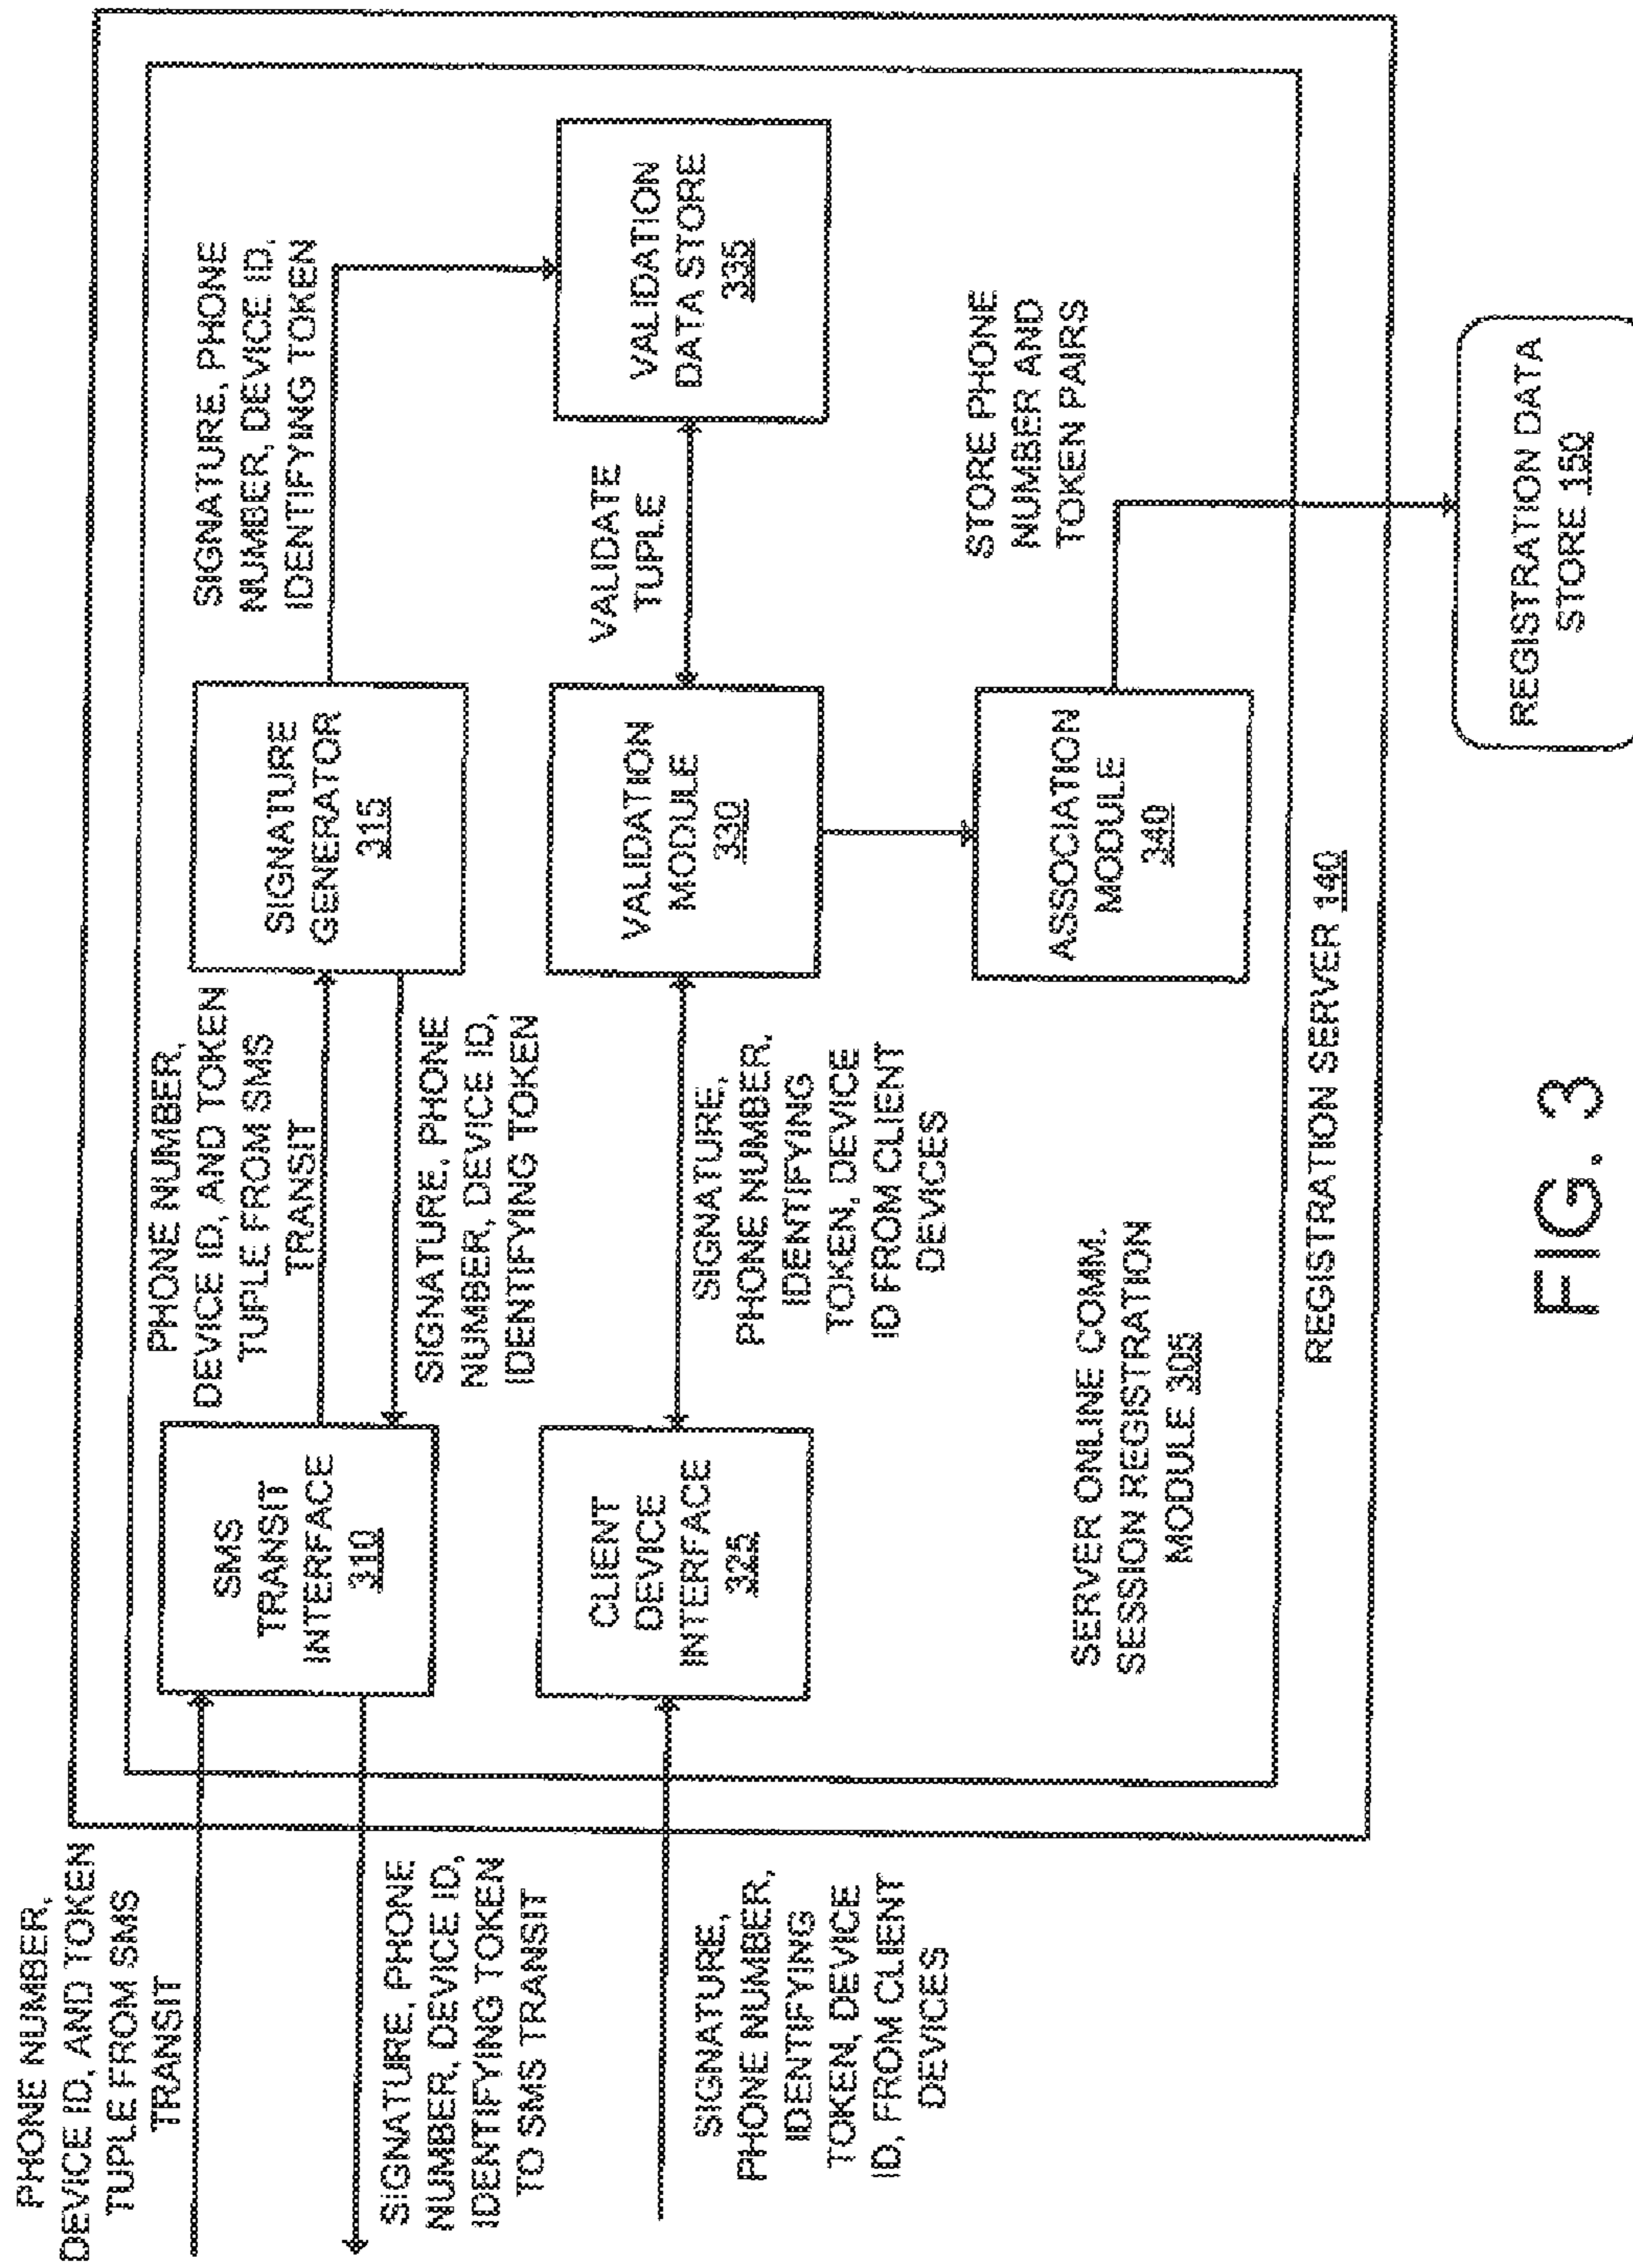 PHONE NUMBER,
DEVICE ID, AND TOKEN
TUPLE FROM SMS
TRANSIT
SIGNATURE, PHONE
NUMBER, DEVICE ID,
IDENTIFYING TOKEN
TO SMS TRANSIT
SIGNATURE,
PHONE NUMBER,
IDENTIFYING
TOKEN, DEVICE
ID, FROM CLIENT
DEVICES
SMS
TRANSIT
INTERFACE
310
CLIENT
DEVICE
INTERFACE
325
PHONE NUMBER,
DEVICE ID, AND TOKEN
TUPLE FROM SMS
TRANSIT
SIGNATURE, PHONE
NUMBER, DEVICE ID,
IDENTIFYING TOKEN
SIGNATURE,
PHONE NUMBER,
IDENTIFYING
TOKEN, DEVICE
ID FROM CLIENT
DEVICES
SIGNATURE
GENERATOR
315
VALIDATION
MODULE
330
ASSOCIATION
MODULE
340
SIGNATURE, PHONE
NUMBER, DEVICE ID,
IDENTIFYING TOKEN
VALIDATE
TUPLE
VALIDATION
DATA STORE
335
STORE PHONE
NUMBER AND
TOKEN PAIRS
SERVER ONLINE COMM.
SESSION REGISTRATION
MODULE 305
REGISTRATION SERVER 140
REGISTRATION DATA
STORE 150
FIG. 3